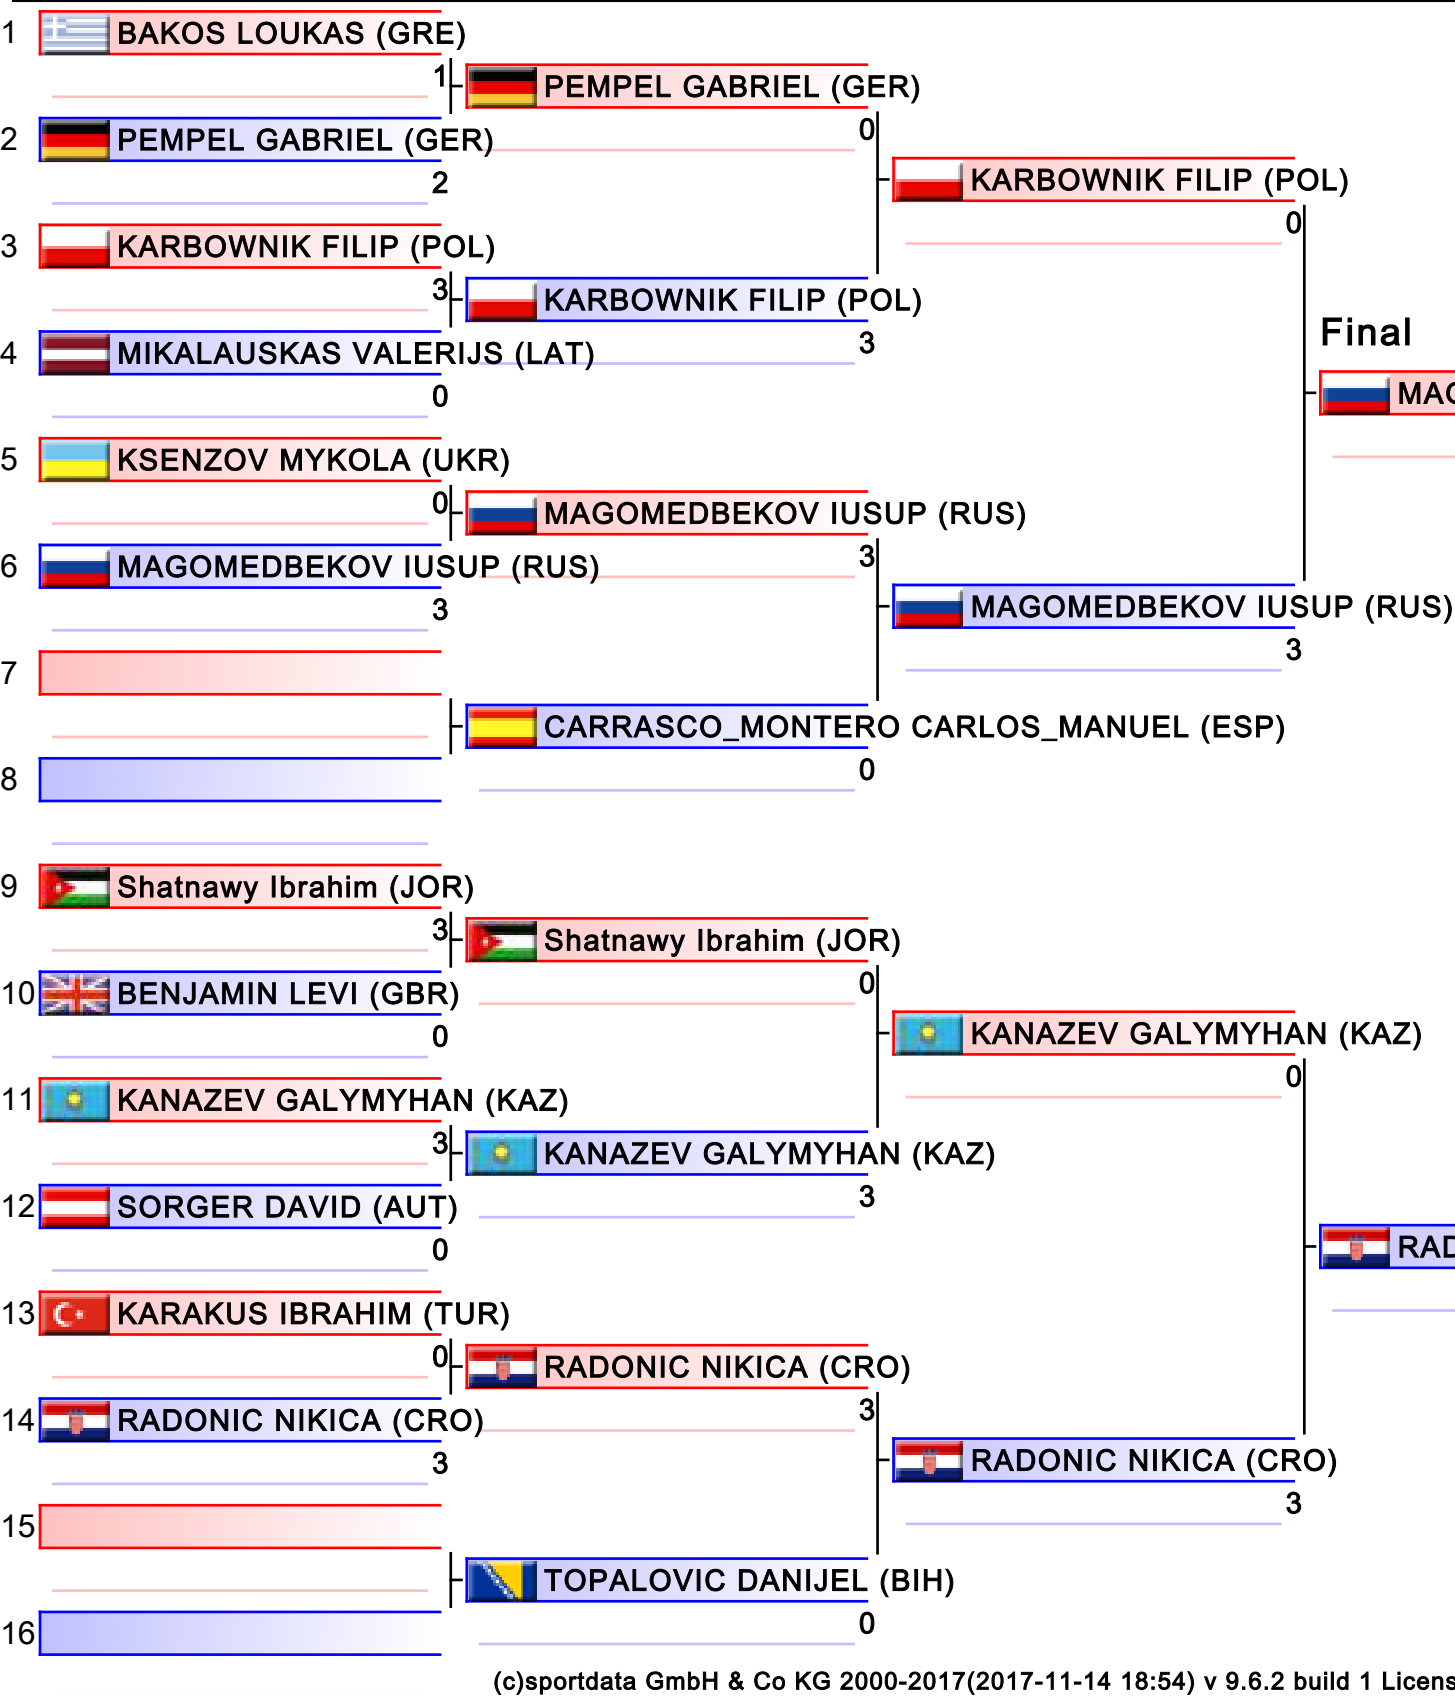 1 BAKOS LOUKAS (GRE)
1
PEMPEL GABRIEL (GER)
0
2 PEMPEL GABRIEL (GER)
2
KARBOWNIK FILIP (POL)
0
3 KARBOWNIK FILIP (POL)
3
KARBOWNIK FILIP (POL)
3
4 MIKALAUSKAS VALERIJS (LAT)
0
Final
MAG
5 KSENZOV MYKOLA (UKR)
0
MAGOMEDBEKOV IUSUP (RUS)
3
6 MAGOMEDBEKOV IUSUP (RUS)
3
MAGOMEDBEKOV IUSUP (RUS)
3
7
CARRASCO_MONTERO CARLOS_MANUEL (ESP)
0
8
9 Shatnawy Ibrahim (JOR)
3
Shatnawy Ibrahim (JOR)
0
10 BENJAMIN LEVI (GBR)
0
KANAZEV GALYMYHAN (KAZ)
0
11 KANAZEV GALYMYHAN (KAZ)
3
KANAZEV GALYMYHAN (KAZ)
3
12 SORGER DAVID (AUT)
0
RAD
13 KARAKUS IBRAHIM (TUR)
0
RADONIC NIKICA (CRO)
3
14 RADONIC NIKICA (CRO)
3
RADONIC NIKICA (CRO)
3
15
TOPALOVIC DANIJEL (BIH)
0
16
(c)sportdata GmbH & Co KG 2000-2017(2017-11-14 18:54) v 9.6.2 build 1 Licens